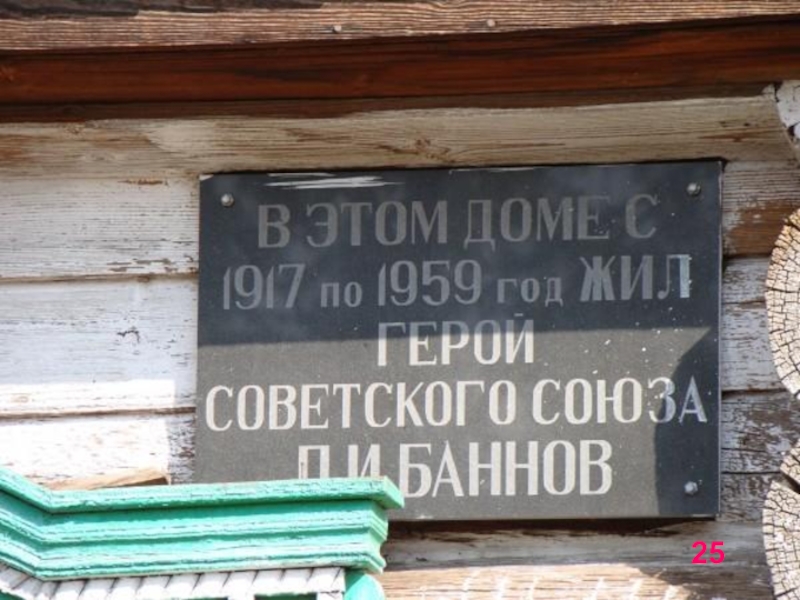 В ЭТОМ ДОМЕ С
1917 по 1959 год ЖИЛ
ГЕРОЙ
СОВЕТСКОГО СОЮЗА
П.И.БАННОВ
25